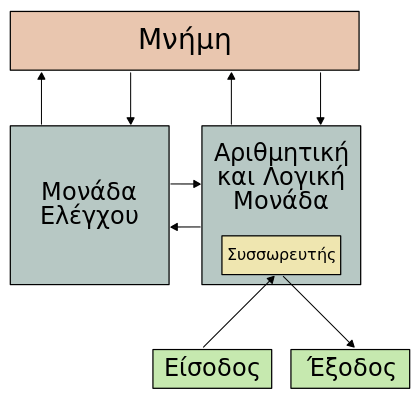 Μνήμη
Μονάδα
Ελέγχου
Αριθμητική
και Λογική
Μονάδα
Συσσωρευτής
Είσοδος
Έξοδος